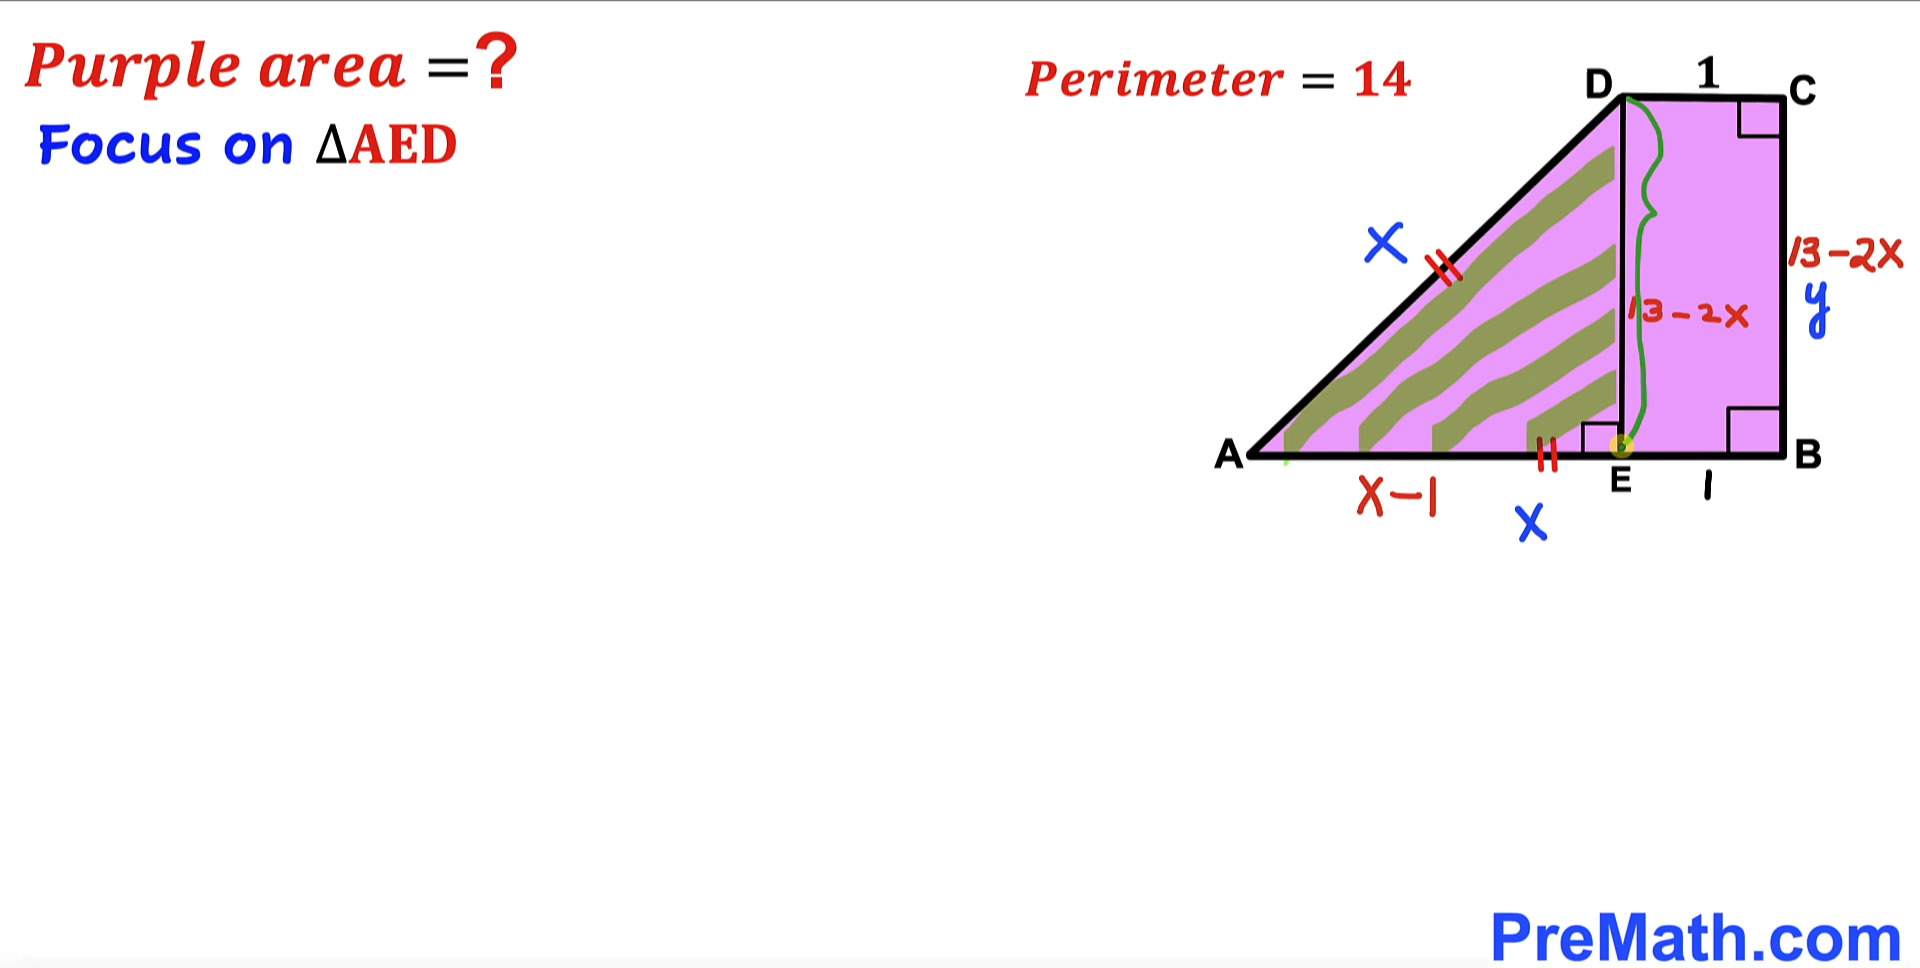 Purple area =?
Focus on ΔAED
Perimeter = 14
D
1
C
X
13-2X
y
13-2X
A
B
E
1
X-1
X
PreMath.com